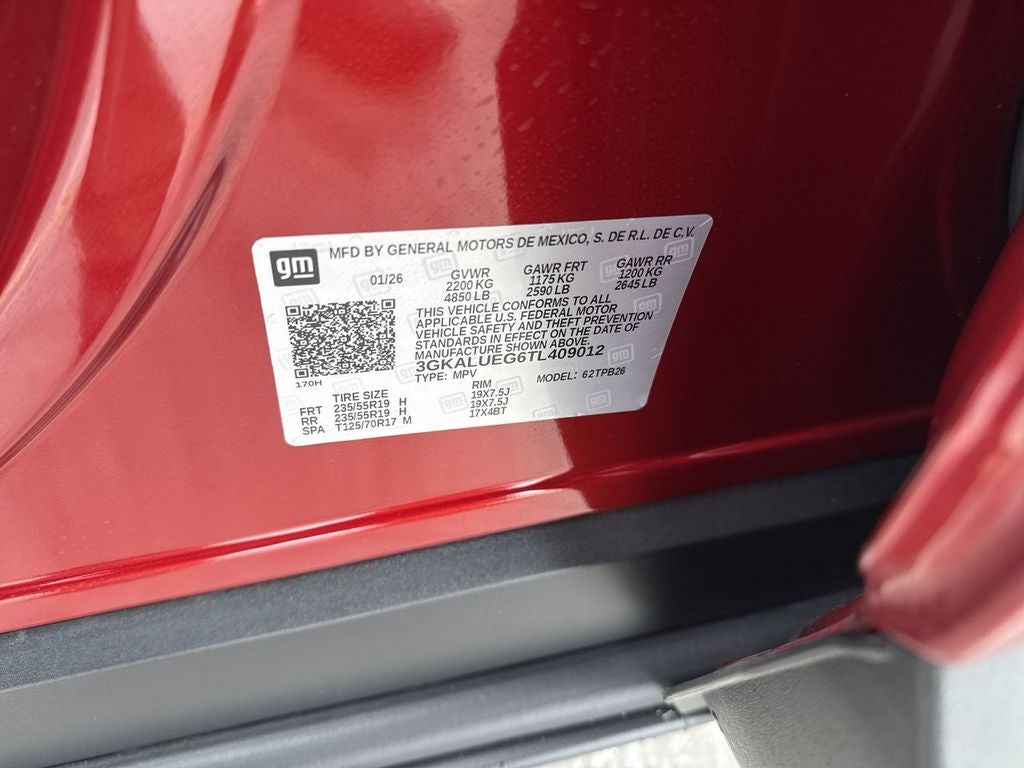 gm MFD BY GENERAL MOTORS DE MEXICO, S. DE R.L. DE C.V.
01/26 GVWR GAWR FRT GAWR RR
2200 KG 1175 KG 1200 KG
4850 LB 2590 LB 2645 LB
THIS VEHICLE CONFORMS TO ALL
APPLICABLE U.S. FEDERAL MOTOR
VEHICLE SAFETY AND THEFT PREVENTION
STANDARDS IN EFFECT ON THE DATE OF
MANUFACTURE SHOWN ABOVE.
3GKALUEG6TL409012
170H TYPE: MPV MODEL: 62TPB26
TIRE SIZE RIM
FRT 235/55R19 H 19X7.5J
RR 235/55R19 H 19X7.5J
SPA T125/70R17 M 17X4BT